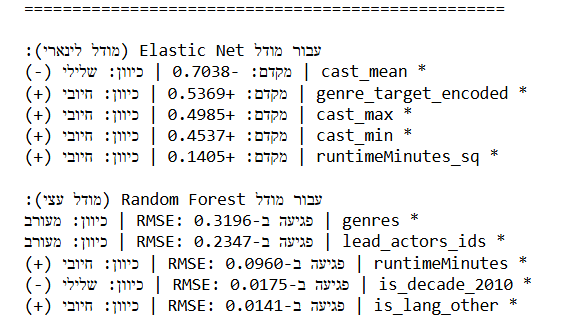 ====================================================
עבור מודל Elastic Net (מודל לינארי):
* cast_mean | מקדם: -0.7038 | כיוון: שלילי (-)
* genre_target_encoded | מקדם: +0.5369 | כיוון: חיובי (+)
* cast_max | מקדם: +0.4985 | כיוון: חיובי (+)
* cast_min | מקדם: +0.4537 | כיוון: חיובי (+)
* runtimeMinutes_sq | מקדם: +0.1405 | כיוון: חיובי (+)
עבור מודל Random Forest (מודל עצי):
* genres | פגיעה ב-RMSE: 0.3196 | כיוון: מעורב
* lead_actors_ids | פגיעה ב-RMSE: 0.2347 | כיוון: מעורב
* runtimeMinutes | פגיעה ב-RMSE: 0.0960 | כיוון: חיובי (+)
* is_decade_2010 | פגיעה ב-RMSE: 0.0175 | כיוון: שלילי (-)
* is_lang_other | פגיעה ב-RMSE: 0.0141 | כיוון: חיובי (+)